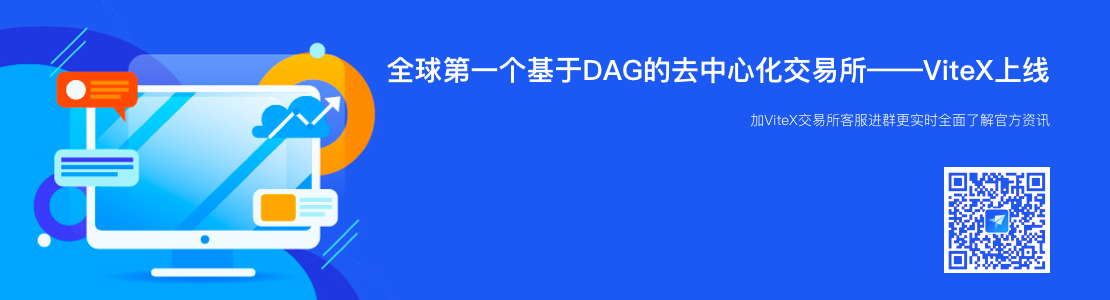 全球第一个基于DAG的去中心化交易所——ViteX上线
加ViteX交易所客服进群更实时全面了解官方资讯